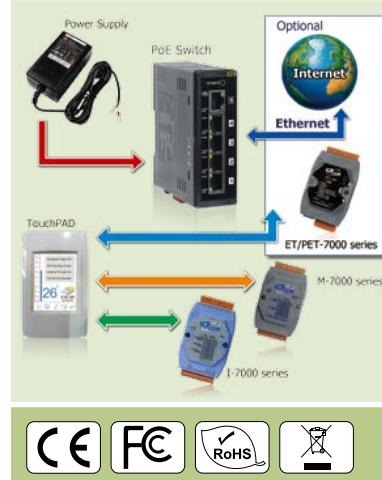 Power Supply
PoE Switch
Optional
Internet
Ethernet
ET/PET-7000 series
TouchPAD
26°
M-7000 series
I-7000 series
CE
FC
RoHS